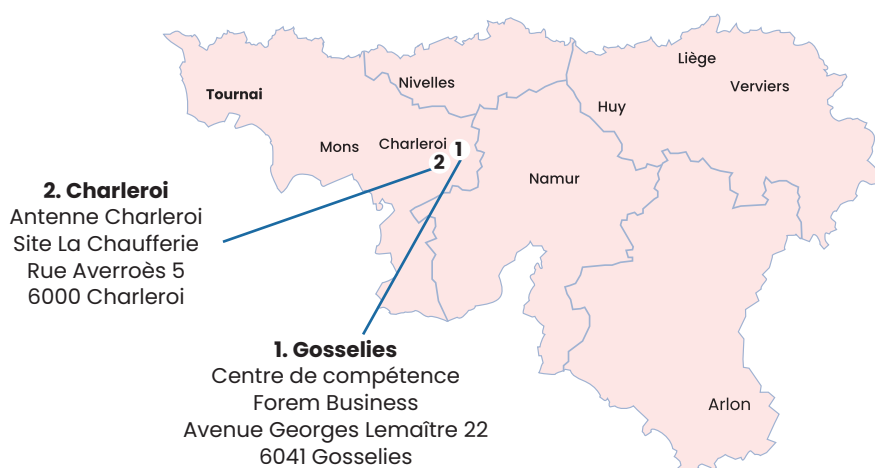 Liège
Nivelles
Verviers
Tournai
Huy
Mons
Charleroi
1
2
Namur
2. Charleroi
Antenne Charleroi
Site La Chaufferie
Rue Averroès 5
6000 Charleroi
1. Gosselies
Centre de compétence
Forem Business
Avenue Georges Lemaître 22
6041 Gosselies
Arlon